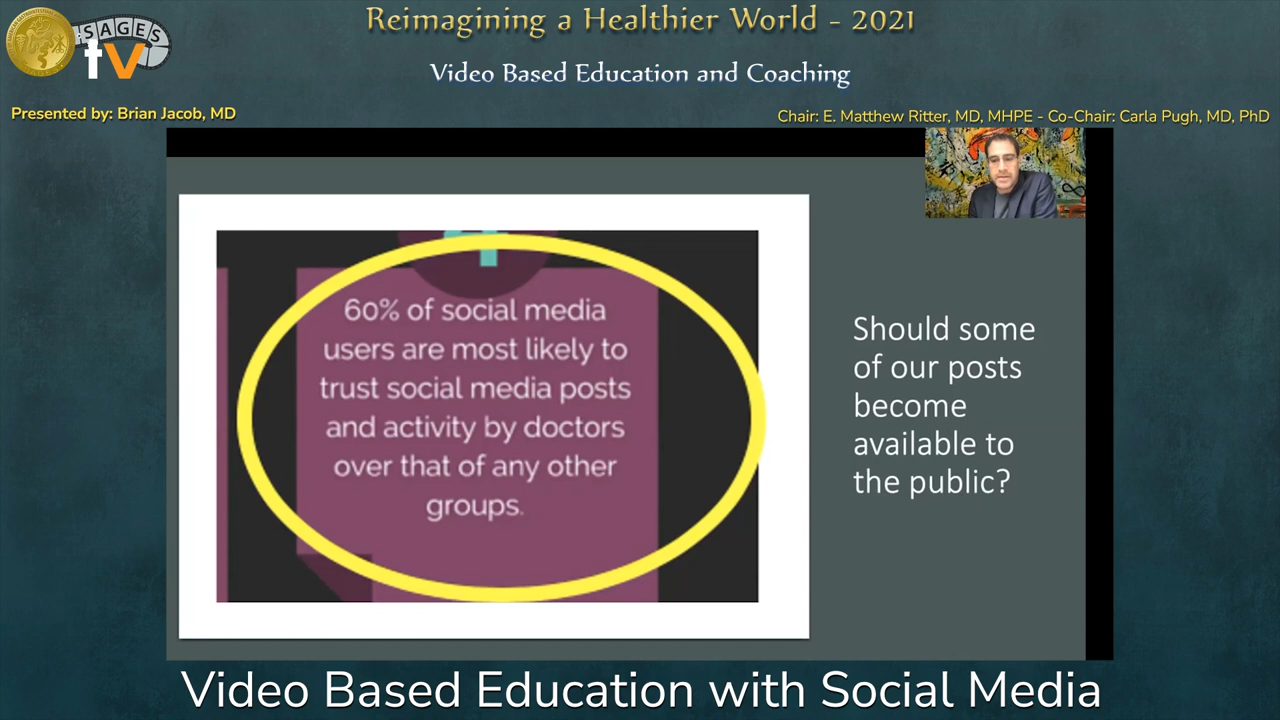 SAGES
tv
Reimagining a Healthier World - 2021
Video Based Education and Coaching
Presented by: Brian Jacob, MD
Chair: E. Matthew Ritter, MD, MHPE - Co-Chair: Carla Pugh, MD, PhD
60% of social media
users are most likely to
trust social media posts
and activity by doctors
over that of any other
groups.
Should some
of our posts
become
available to
the public?
Video Based Education with Social Media